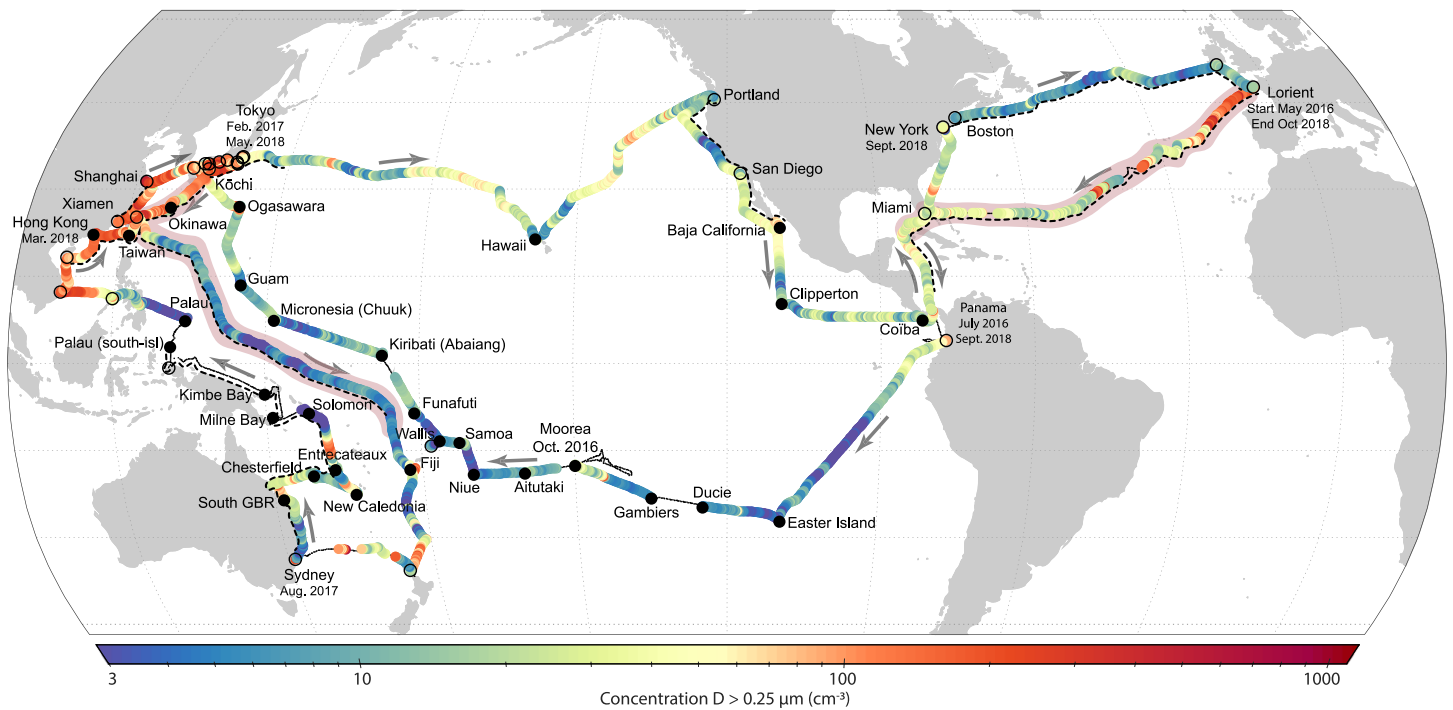 Portland
Tokyo
Feb. 2017
May. 2018
Lorient
Start May 2016
End Oct 2018
New York
Sept. 2018
Boston
Shanghai
Kōchi
San Diego
Xiamen
Ogasawara
Miami
Hong Kong
Mar. 2018
Okinawa
Hawaii
Baja California
Taiwan
Guam
Clipperton
Palau
Micronesia (Chuuk)
Coïba
Panama
July 2016
Sept. 2018
Palau (south-isl)
Kiribati (Abaiang)
Kimbe Bay
Milne Bay
Solomon
Funafuti
Wallis
Samoa
Moorea
Oct. 2016
Entrecateaux
Chesterfield
Fiji
Niue
Aitutaki
South GBR
New Caledonia
Gambiers
Ducie
Easter Island
Sydney
Aug. 2017
3 10 100 1000
Concentration D > 0.25 μm (cm⁻³)